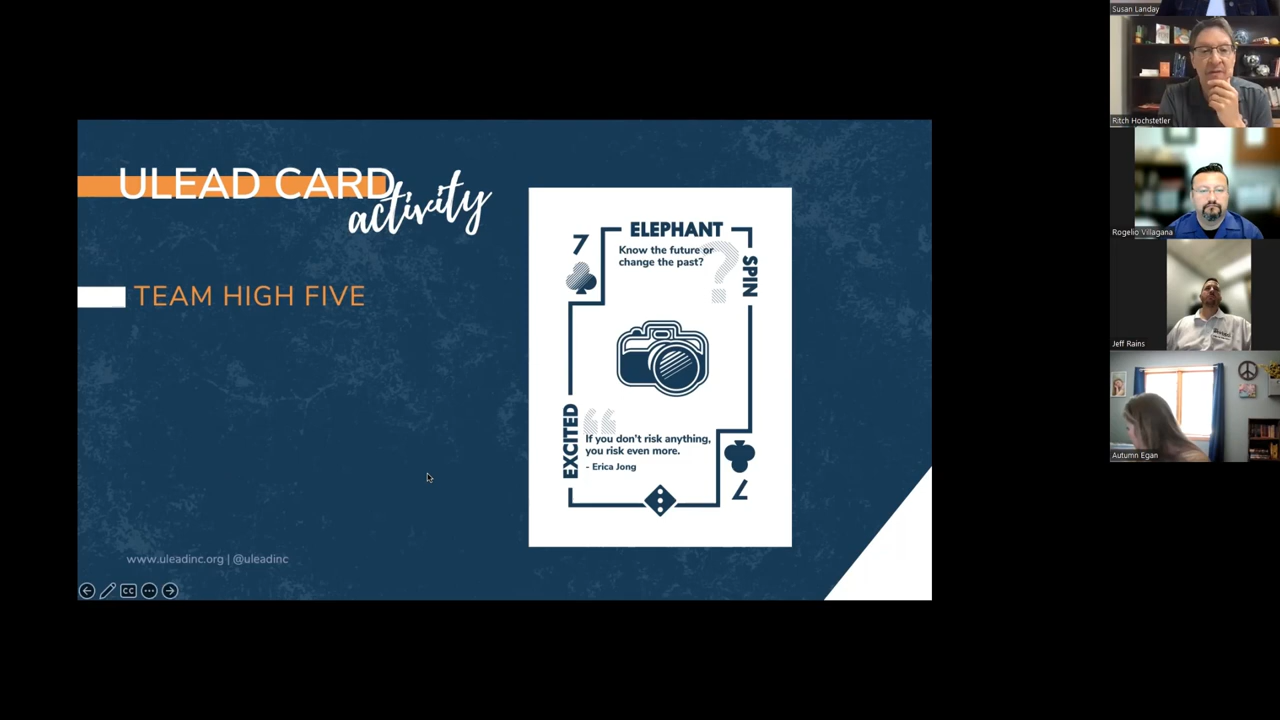 ULEAD CARD
activity
TEAM HIGH FIVE
www.uleadinc.org | @uleadinc
CC
7
ELEPHANT
Know the future or
change the past?
?
SPIN
EXCITED
“
If you don't risk anything,
you risk even more.
- Erica Jong
7
Susan Landay
Ritch Hochstetler
Rogelio Villagana
Jeff Rains
Autumn Egan